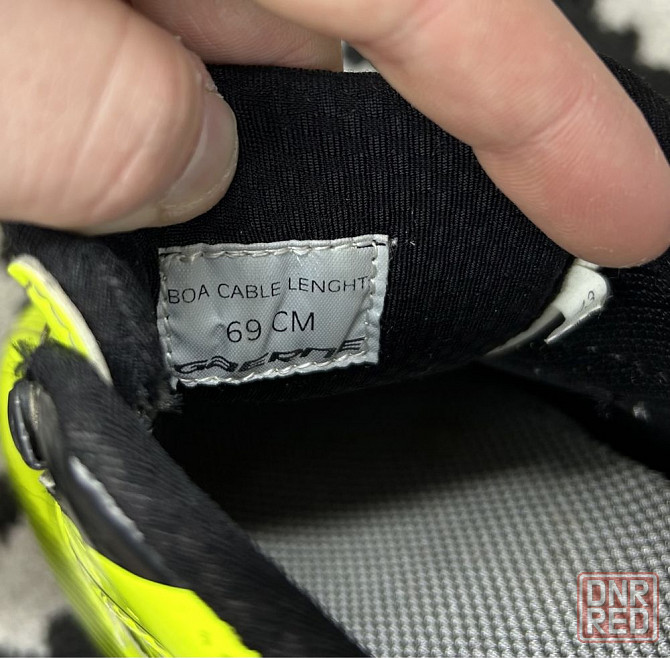 BOA CABLE LENGHT
69 CM
GAERNE
DNR
RED